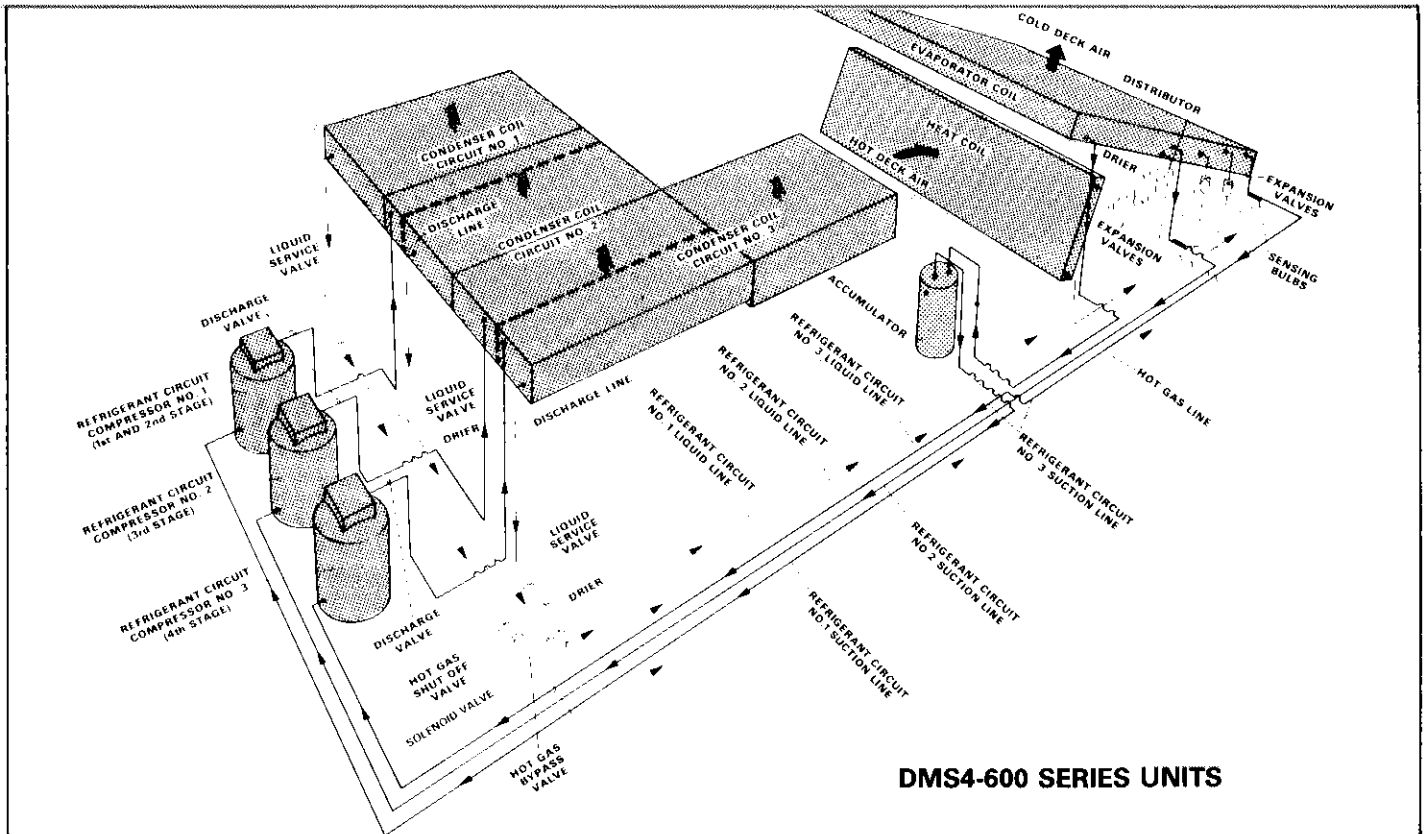 COLD DECK AIR
EVAPORATOR COIL
DISTRIBUTOR
HEAT COIL
HOT DECK AIR
DRIER
EXPANSION
VALVES
EXPANSION
VALVES
SENSING
BULBS
CONDENSER COIL
CIRCUIT NO. 1
DISCHARGE
LINE
CONDENSER COIL
CIRCUIT NO. 2
CONDENSER COIL
CIRCUIT NO. 3
LIQUID
SERVICE
VALVE
DISCHARGE
VALVE
ACCUMULATOR
REFRIGERANT CIRCUIT
COMPRESSOR NO. 1
(1st AND 2nd STAGE)
LIQUID
SERVICE
VALVE
DRIER
DISCHARGE LINE
REFRIGERANT CIRCUIT
NO. 1 LIQUID LINE
REFRIGERANT CIRCUIT
NO. 2 LIQUID LINE
REFRIGERANT CIRCUIT
NO. 3 LIQUID LINE
HOT GAS LINE
REFRIGERANT CIRCUIT
NO. 3 SUCTION LINE
REFRIGERANT CIRCUIT
COMPRESSOR NO. 2
(3rd STAGE)
LIQUID
SERVICE
VALVE
DRIER
REFRIGERANT CIRCUIT
NO 2 SUCTION LINE
REFRIGERANT CIRCUIT
COMPRESSOR NO. 3
(4th STAGE)
DISCHARGE
VALVE
REFRIGERANT CIRCUIT
NO.1 SUCTION LINE
HOT GAS
SHUT OFF
VALVE
SOLENOID VALVE
HOT GAS
BYPASS
VALVE
DMS4-600 SERIES UNITS